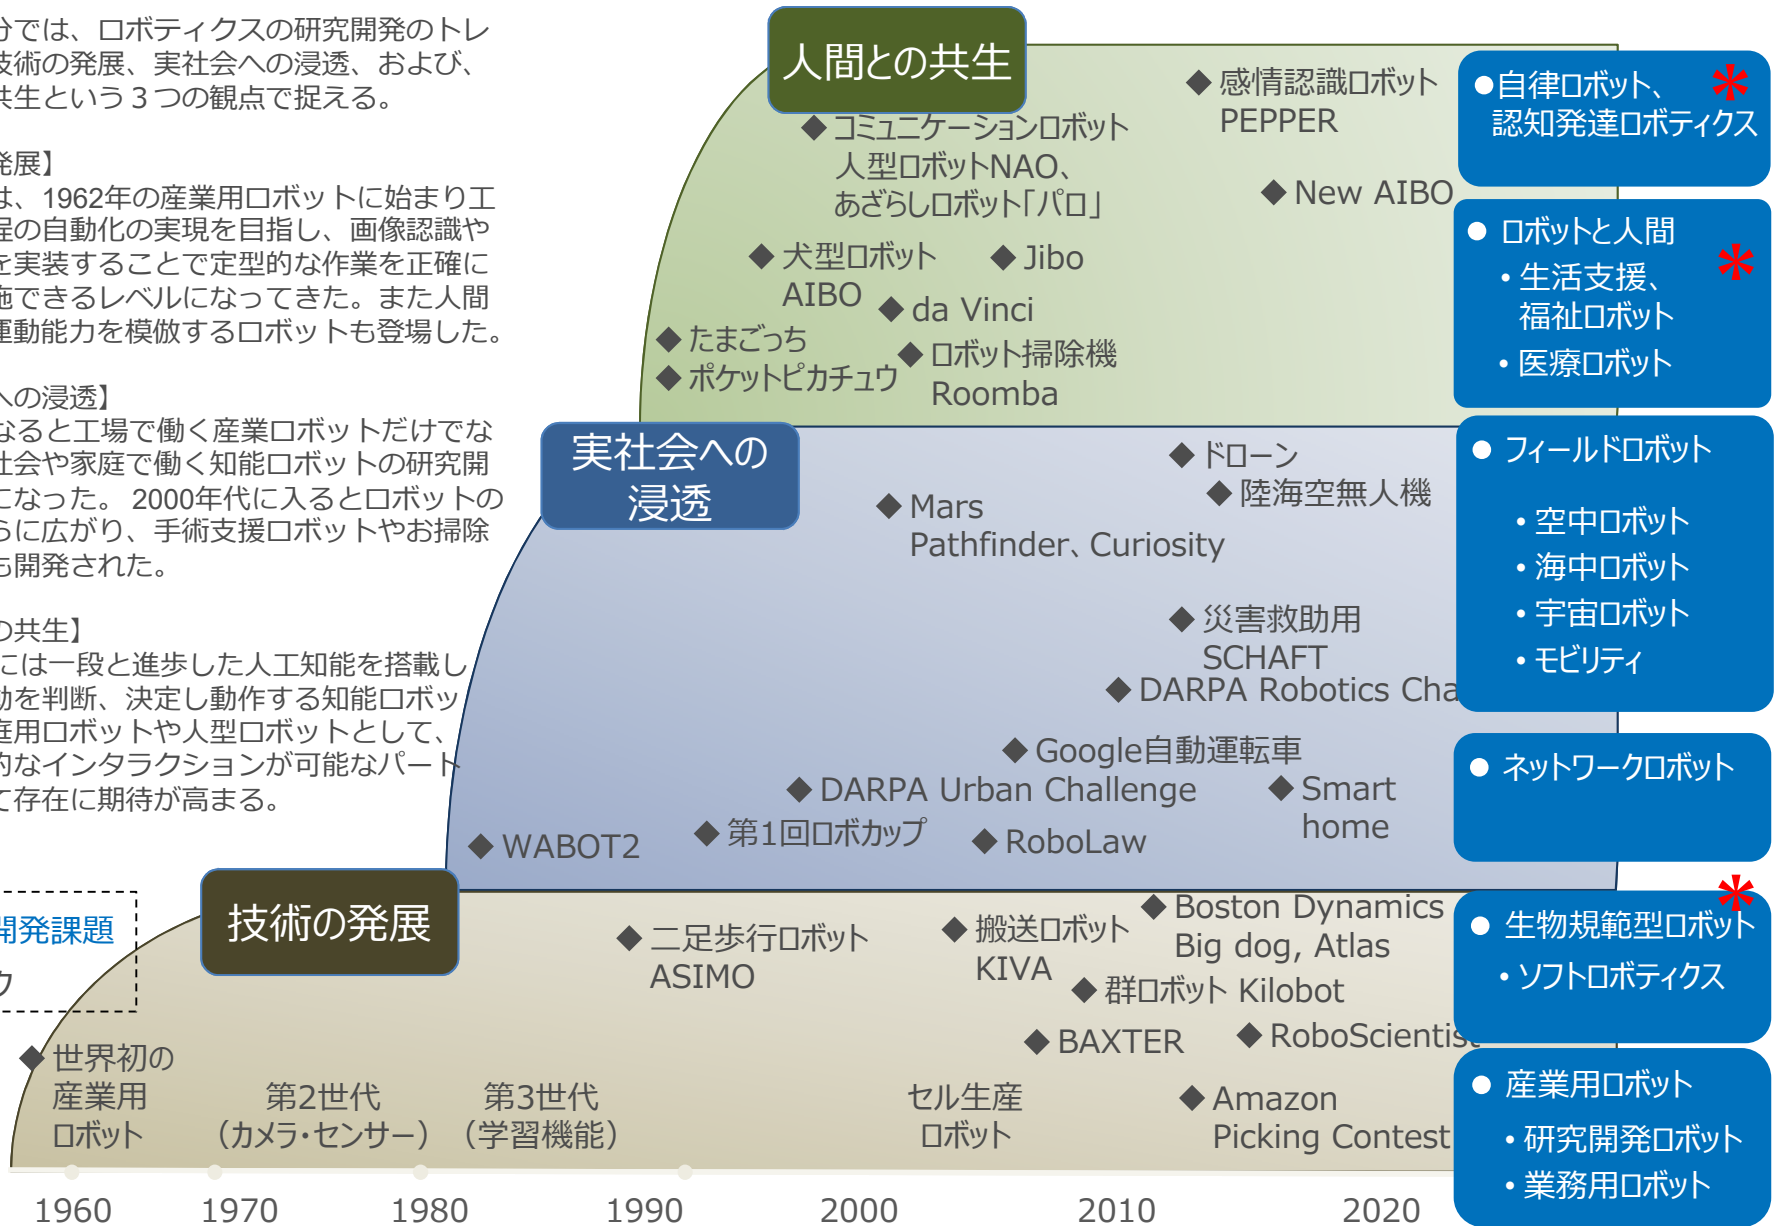 分では、ロボティクスの研究開発のトレ
技術の発展、実社会への浸透、および、
共生という３つの観点で捉える。
発展】
は、1962年の産業用ロボットに始まり工
程の自動化の実現を目指し、画像認識や
を実装することで定型的な作業を正確に
施できるレベルになってきた。また人間
運動能力を模倣するロボットも登場した。
への浸透】
なると工場で働く産業ロボットだけでな
社会や家庭で働く知能ロボットの研究開
になった。 2000年代に入るとロボットの
らに広がり、手術支援ロボットやお掃除
も開発された。
の共生】
には一段と進歩した人工知能を搭載し
動を判断、決定し動作する知能ロボッ
庭用ロボットや人型ロボットとして、
的なインタラクションが可能なパート
て存在に期待が高まる。
開発課題
ク
人間との共生
◆ 感情認識ロボット
PEPPER
◆ コミュニケーションロボット
人型ロボットNAO、
あざらしロボット「パロ」
◆ New AIBO
◆ 犬型ロボット
AIBO
◆ Jibo
◆ da Vinci
◆ たまごっち
◆ ポケットピカチュウ
◆ ロボット掃除機
Roomba
実社会への
浸透
◆ ドローン
◆ 陸海空無人機
◆ Mars
Pathfinder、Curiosity
◆ 災害救助用
SCHAFT
◆ DARPA Robotics Cha
◆ Google自動運転車
◆ DARPA Urban Challenge
◆ Smart
home
◆ 第1回ロボカップ
◆ RoboLaw
◆ WABOT2
技術の発展
◆ 二足歩行ロボット
ASIMO
◆ 搬送ロボット
KIVA
◆ Boston Dynamics
Big dog, Atlas
◆ 群ロボット Kilobot
◆ BAXTER
◆ RoboScientist
◆ 世界初の
産業用
ロボット
第2世代
（カメラ・センサー）
第3世代
（学習機能）
セル生産
ロボット
◆ Amazon
Picking Contest
1960 1970 1980 1990 2000 2010 2020
●自律ロボット、 *
認知発達ロボティクス
● ロボットと人間 *
・生活支援、
福祉ロボット
・医療ロボット
● フィールドロボット
・空中ロボット
・海中ロボット
・宇宙ロボット
・モビリティ
● ネットワークロボット
*
● 生物規範型ロボット
・ソフトロボティクス
● 産業用ロボット
・研究開発ロボット
・業務用ロボット